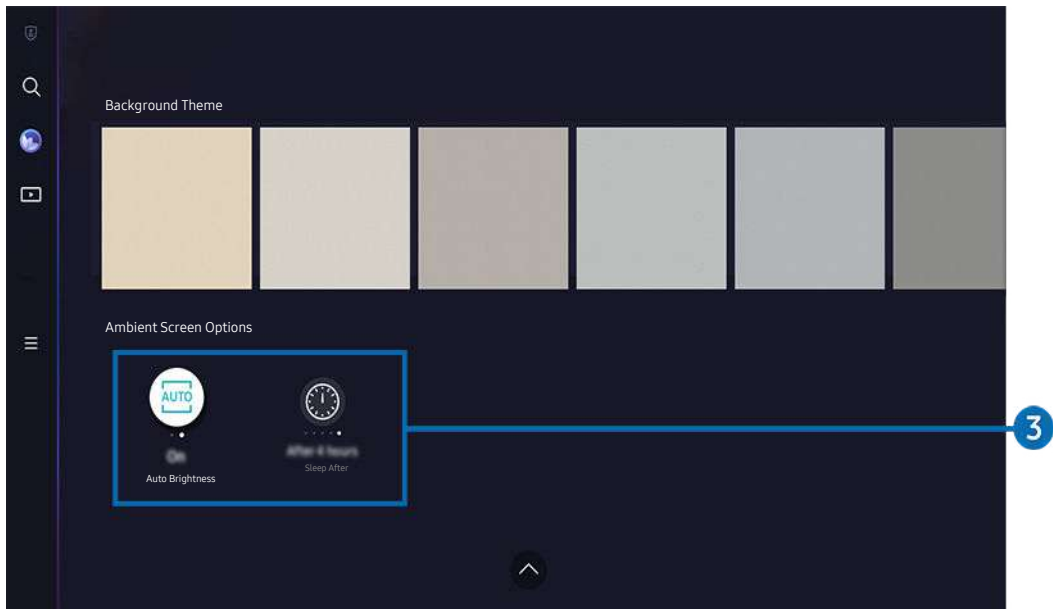 Background Theme
Ambient Screen Options
AUTO
On
After 4 hours
Auto Brightness
Sleep After
3